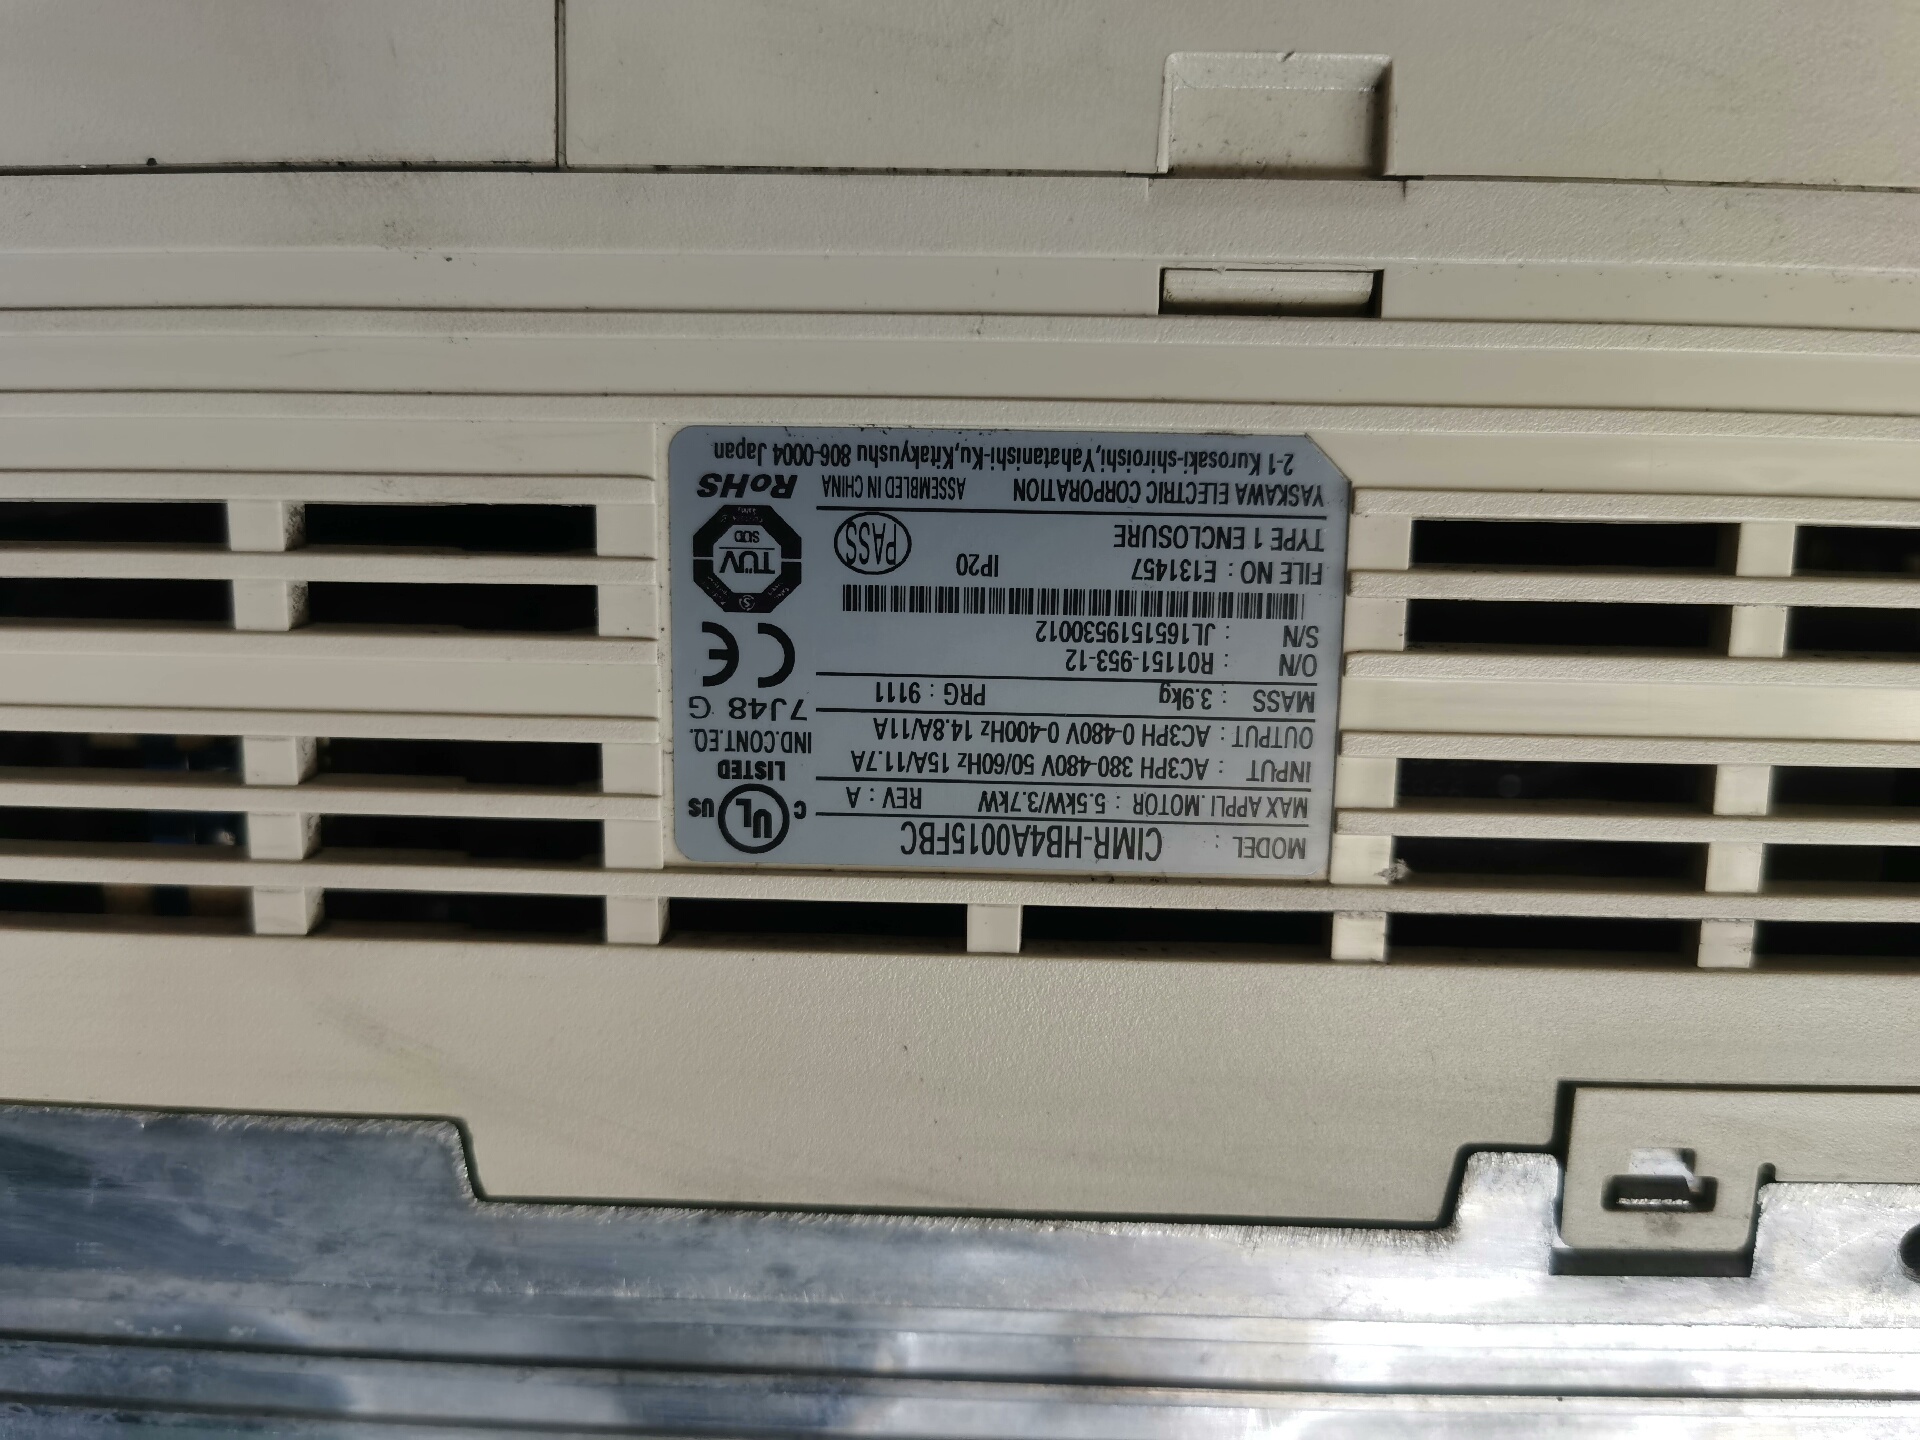 MODEL : CIMR-HB4A0015FBC
MAX APPLI. MOTOR : 5.5kW/3.7kW REV : A
INPUT : AC3PH 380-480V 50/60Hz 15A/11.7A
OUTPUT : AC3PH 0-480V 0-400Hz 14.8A/11A
MASS : 3.9kg PRG : 9111
O/N : R01151-953-12
S/N : JL1651519530012
FILE NO : E131457 IP20
TYPE 1 ENCLOSURE
PASS
YASKAWA ELECTRIC CORPORATION ASSEMBLED IN CHINA
2-1 Kurosaki-shiroishi,Yahatanishi-Ku,Kitakyushu 806-0004 Japan
C UL US
LISTED
IND.CONT.EQ.
7J48 G
CE
TÜV
SÜD
RoHS